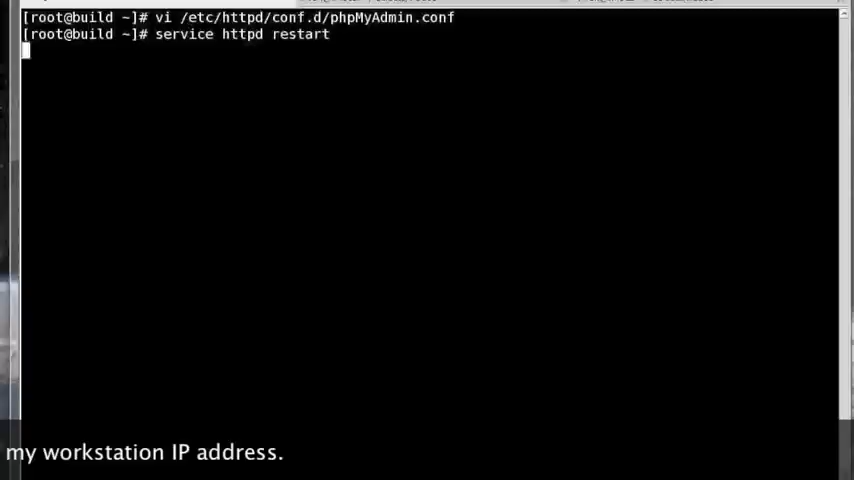 [root@build ~]# vi /etc/httpd/conf.d/phpMyAdmin.conf
[root@build ~]# service httpd restart
my workstation IP address.